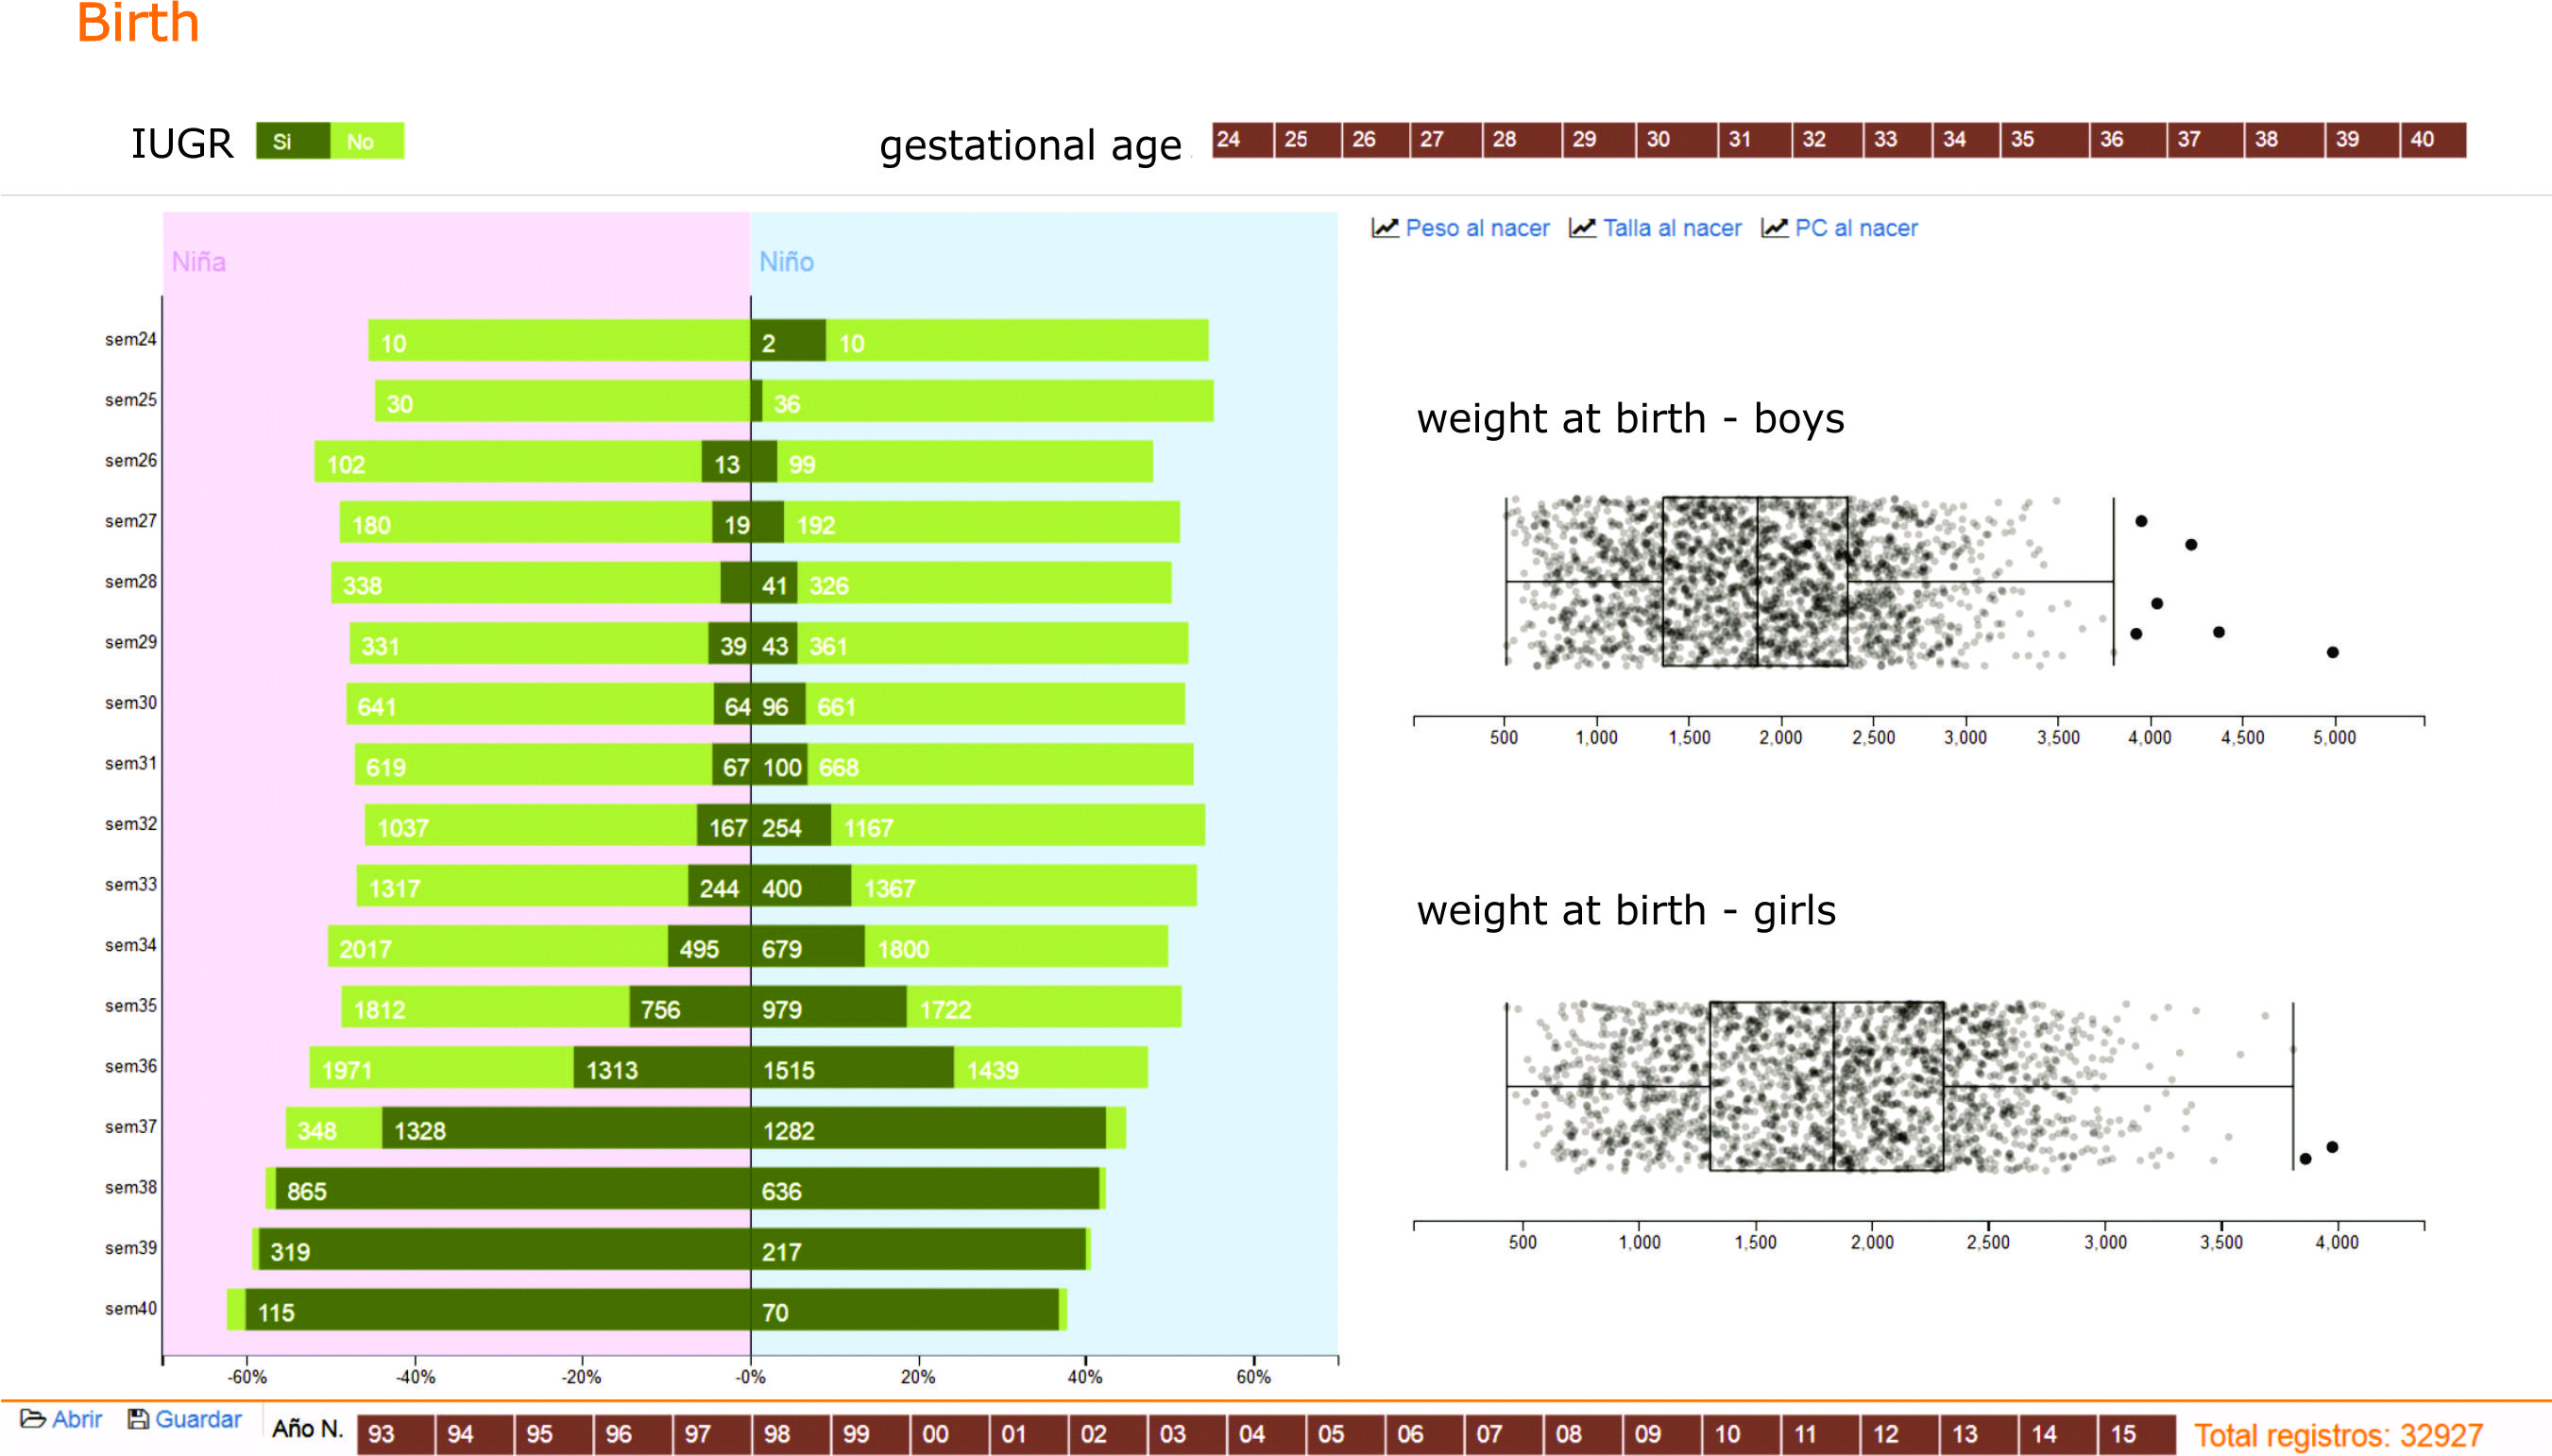 Birth
IUGR Si No
gestational age 24 25 26 27 28 29 30 31 32 33 34 35 36 37 38 39 40
Peso al nacer Talla al nacer PC al nacer
Niña Niño
sem24 10 2 10
sem25 30 36
sem26 102 13 99
sem27 180 19 192
sem28 338 41 326
sem29 331 39 43 361
sem30 641 64 96 661
sem31 619 67 100 668
sem32 1037 167 254 1167
sem33 1317 244 400 1367
sem34 2017 495 679 1800
sem35 1812 756 979 1722
sem36 1971 1313 1515 1439
sem37 348 1328 1282
sem38 865 636
sem39 319 217
sem40 115 70
-60% -40% -20% -0% 20% 40% 60%
weight at birth - boys
500 1,000 1,500 2,000 2,500 3,000 3,500 4,000 4,500 5,000
weight at birth - girls
500 1,000 1,500 2,000 2,500 3,000 3,500 4,000
Abrir Guardar Año N. 93 94 95 96 97 98 99 00 01 02 03 04 05 06 07 08 09 10 11 12 13 14 15 Total registros: 32927